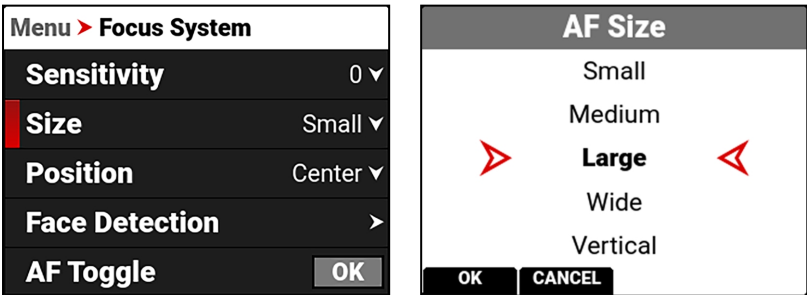 Menu > Focus System
Sensitivity 0
Size Small
Position Center
Face Detection
AF Toggle OK
AF Size
Small
Medium
Large
Wide
Vertical
OK CANCEL